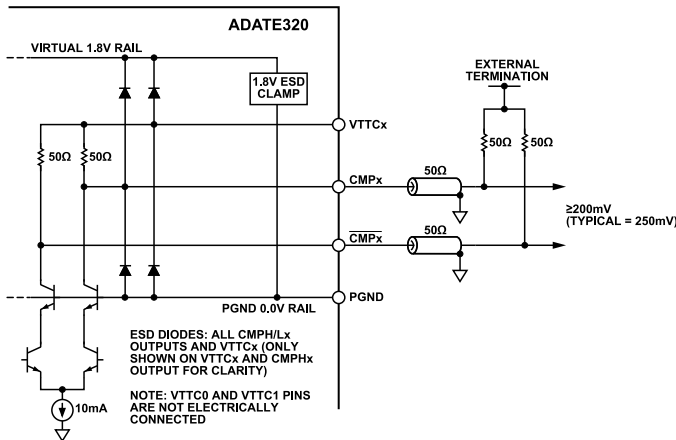 ADATE320
VIRTUAL 1.8V RAIL
1.8V ESD
CLAMP
EXTERNAL
TERMINATION
VTTCx
50Ω
50Ω
50Ω
50Ω
CMPx
50Ω
≥200mV
(TYPICAL = 250mV)
CMPx
50Ω
PGND
PGND 0.0V RAIL
ESD DIODES: ALL CMPH/Lx
OUTPUTS AND VTTCx (ONLY
SHOWN ON VTTCx AND CMPHx
OUTPUT FOR CLARITY)
NOTE: VTTC0 AND VTTC1 PINS
ARE NOT ELECTRICALLY
CONNECTED
10mA